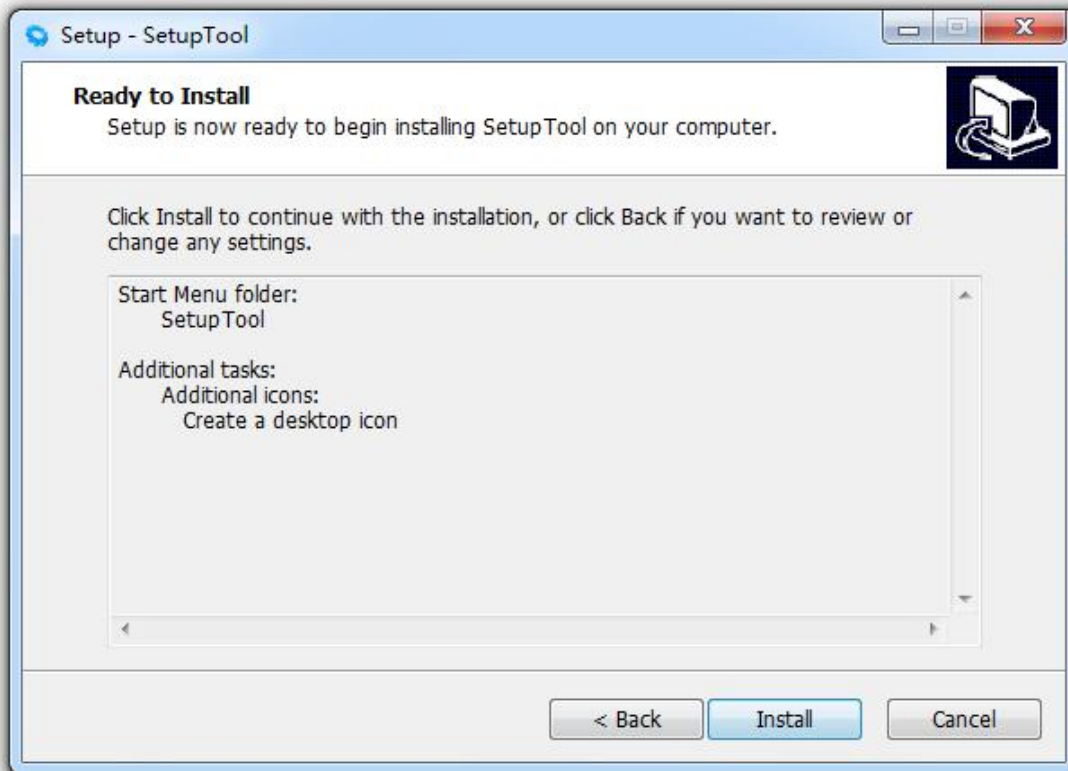 Setup - SetupTool
Ready to Install
Setup is now ready to begin installing SetupTool on your computer.
Click Install to continue with the installation, or click Back if you want to review or
change any settings.
Start Menu folder:
SetupTool
Additional tasks:
Additional icons:
Create a desktop icon
< Back
Install
Cancel